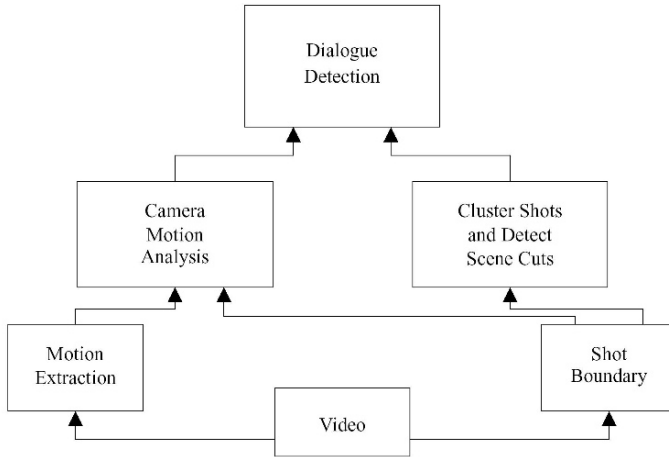 Dialogue
Detection
Camera
Motion
Analysis
Cluster Shots
and Detect
Scene Cuts
Motion
Extraction
Shot
Boundary
Video